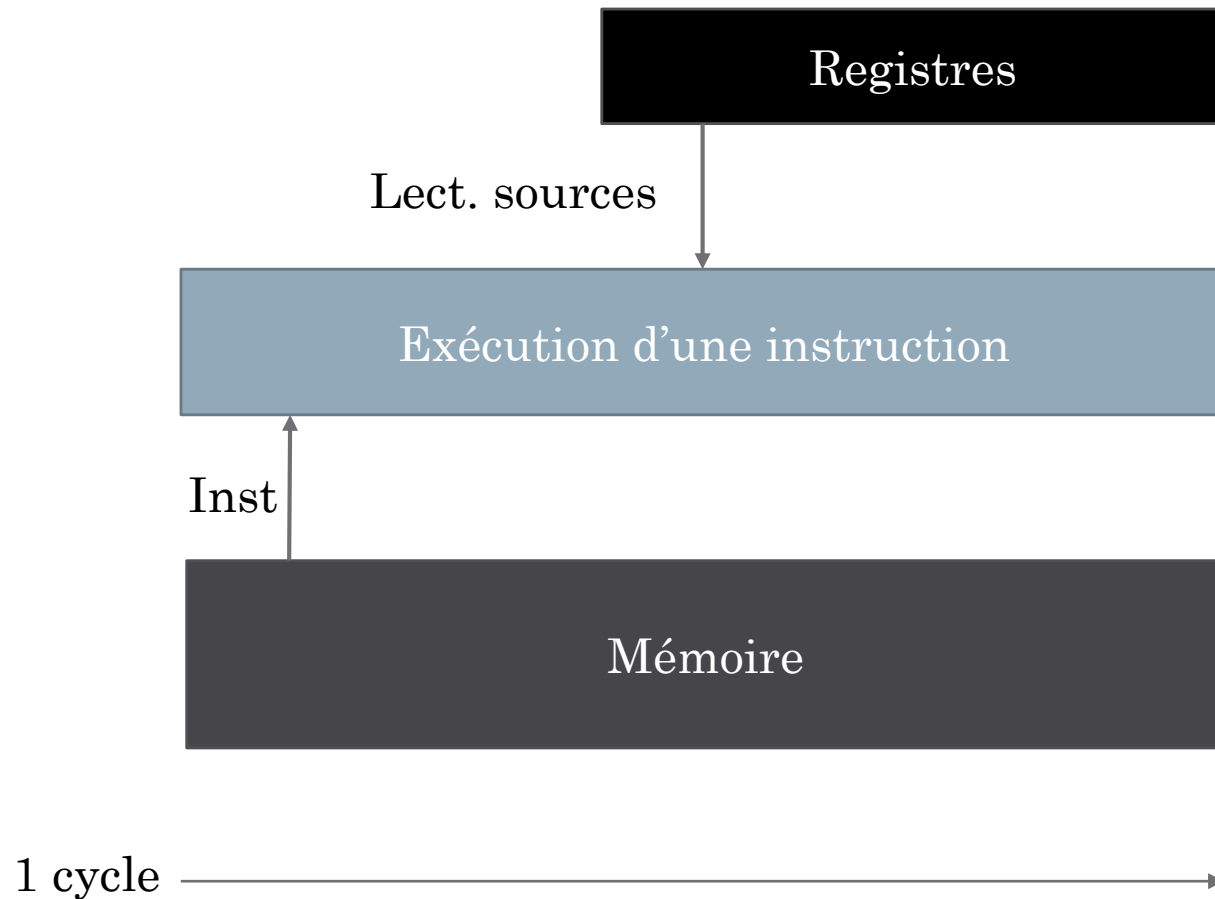 Registres
Lect. sources
Exécution d’une instruction
Inst
Mémoire
1 cycle